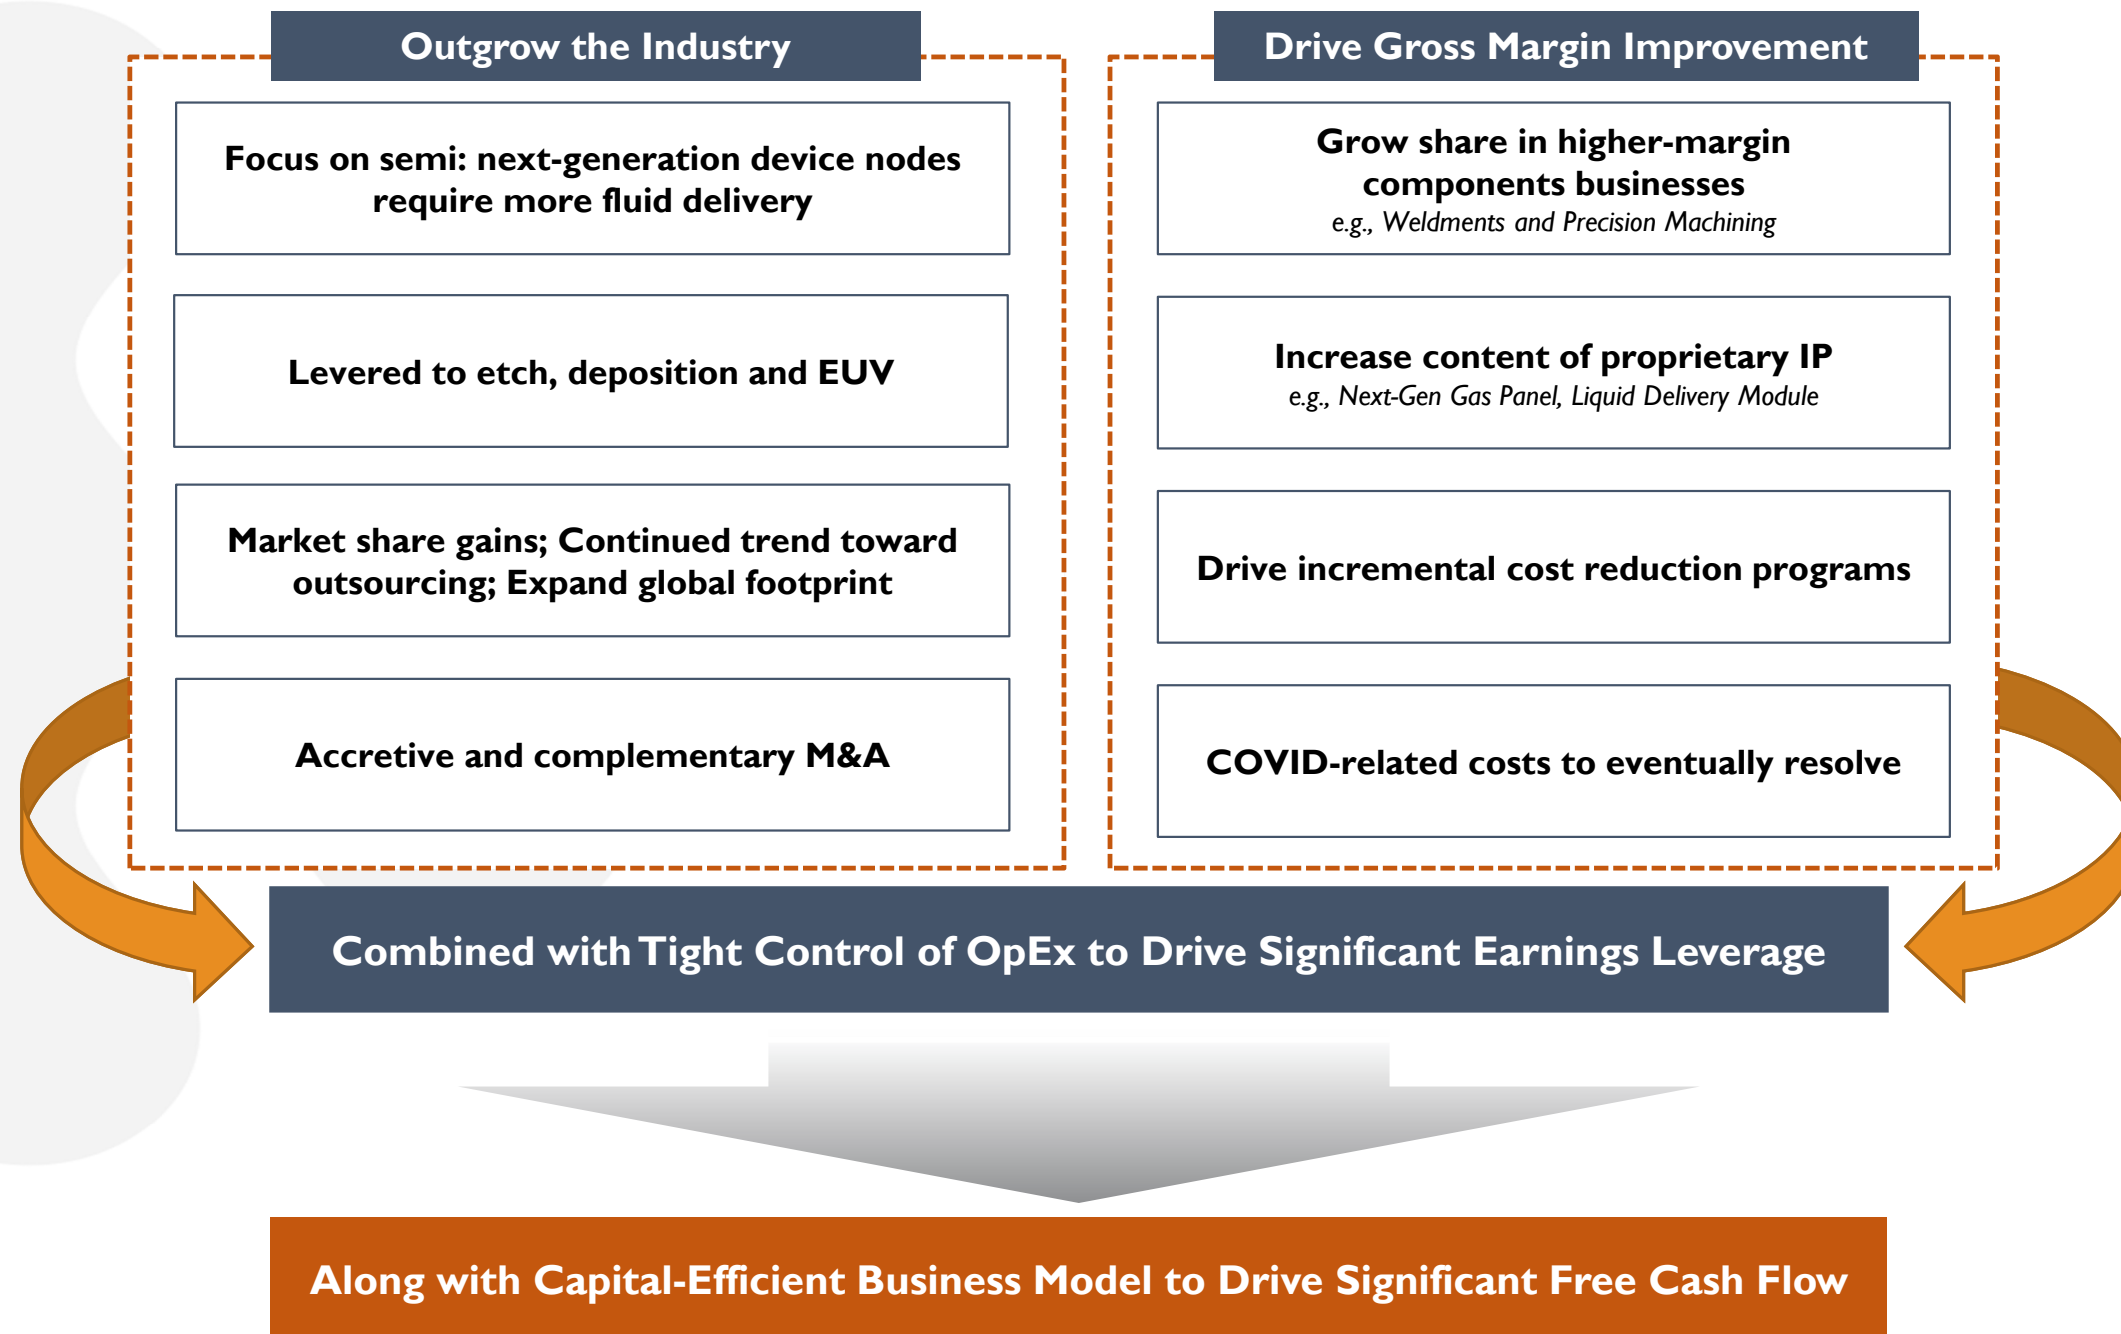 Outgrow the Industry
Focus on semi: next-generation device nodes
require more fluid delivery
Levered to etch, deposition and EUV
Market share gains; Continued trend toward
outsourcing; Expand global footprint
Accretive and complementary M&A
Drive Gross Margin Improvement
Grow share in higher-margin
components businesses
e.g., Weldments and Precision Machining
Increase content of proprietary IP
e.g., Next-Gen Gas Panel, Liquid Delivery Module
Drive incremental cost reduction programs
COVID-related costs to eventually resolve
Combined with Tight Control of OpEx to Drive Significant Earnings Leverage
Along with Capital-Efficient Business Model to Drive Significant Free Cash Flow